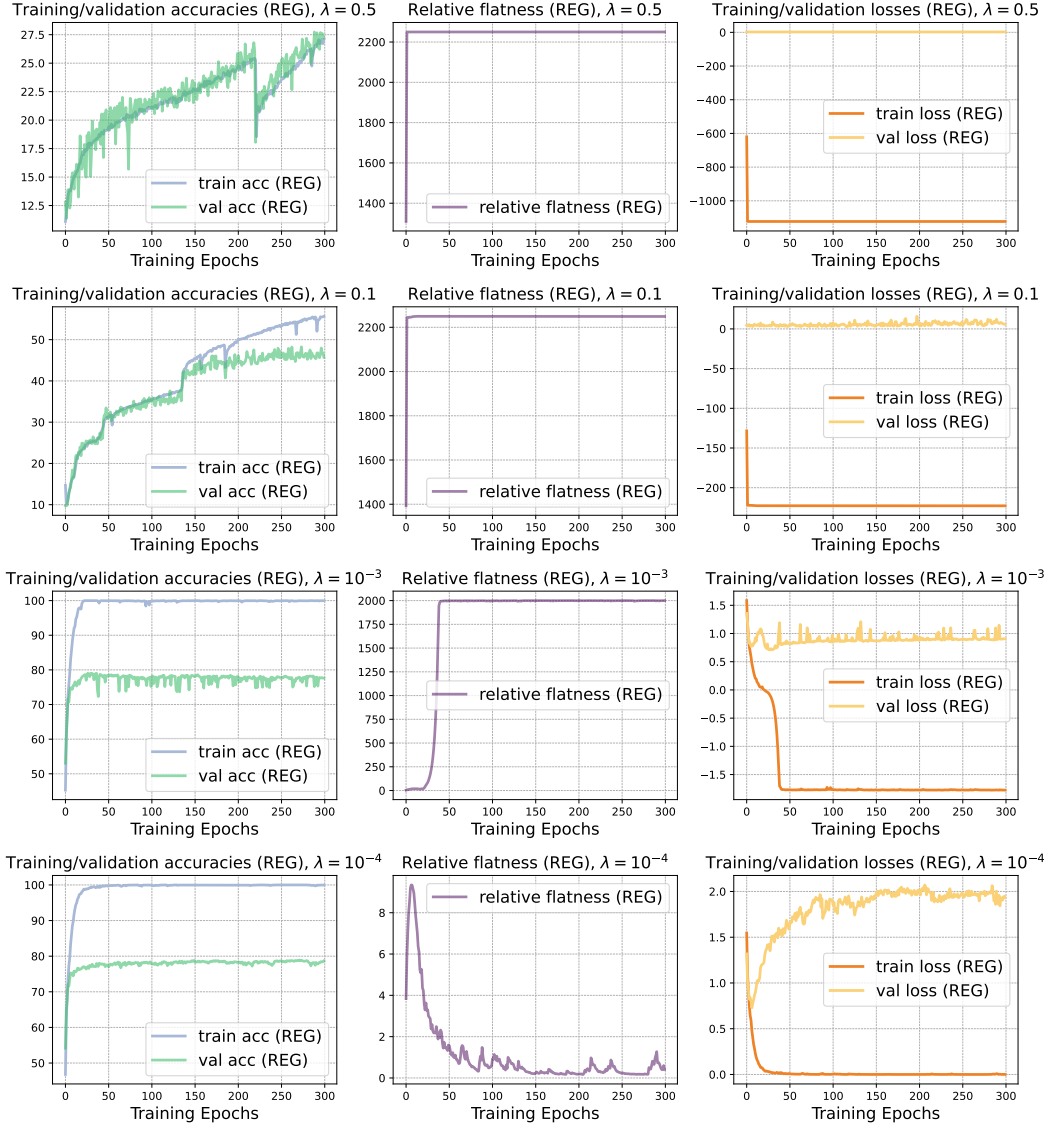 Training/validation accuracies (REG), λ = 0.5
27.5
25.0
22.5
20.0
17.5
15.0
12.5
train acc (REG)
val acc (REG)
0 50 100 150 200 250 300
Training Epochs
Relative flatness (REG), λ = 0.5
2200
2000
1800
1600
1400
relative flatness (REG)
0 50 100 150 200 250 300
Training Epochs
Training/validation losses (REG), λ = 0.5
0
−200
−400
−600
−800
−1000
train loss (REG)
val loss (REG)
0 50 100 150 200 250 300
Training Epochs
Training/validation accuracies (REG), λ = 0.1
50
40
30
20
10
train acc (REG)
val acc (REG)
0 50 100 150 200 250 300
Training Epochs
Relative flatness (REG), λ = 0.1
2200
2000
1800
1600
1400
relative flatness (REG)
0 50 100 150 200 250 300
Training Epochs
Training/validation losses (REG), λ = 0.1
0
−50
−100
−150
−200
train loss (REG)
val loss (REG)
0 50 100 150 200 250 300
Training Epochs
Training/validation accuracies (REG), λ = 10⁻³
100
90
80
70
60
50
train acc (REG)
val acc (REG)
0 50 100 150 200 250 300
Training Epochs
Relative flatness (REG), λ = 10⁻³
2000
1750
1500
1250
1000
750
500
250
0
relative flatness (REG)
0 50 100 150 200 250 300
Training Epochs
Training/validation losses (REG), λ = 10⁻³
1.5
1.0
0.5
0.0
−0.5
−1.0
−1.5
train loss (REG)
val loss (REG)
0 50 100 150 200 250 300
Training Epochs
Training/validation accuracies (REG), λ = 10⁻⁴
100
90
80
70
60
50
train acc (REG)
val acc (REG)
0 50 100 150 200 250 300
Training Epochs
Relative flatness (REG), λ = 10⁻⁴
8
6
4
2
0
relative flatness (REG)
0 50 100 150 200 250 300
Training Epochs
Training/validation losses (REG), λ = 10⁻⁴
2.0
1.5
1.0
0.5
0.0
train loss (REG)
val loss (REG)
0 50 100 150 200 250 300
Training Epochs